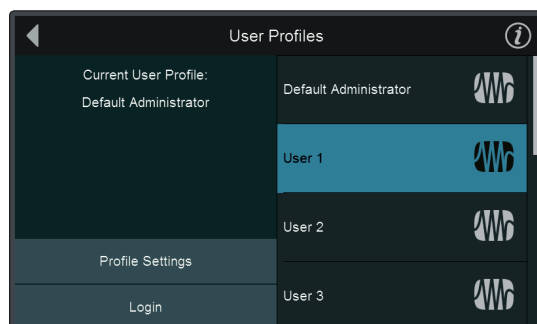 User Profiles
Current User Profile:
Default Administrator
Profile Settings
Login
Default Administrator
User 1
User 2
User 3